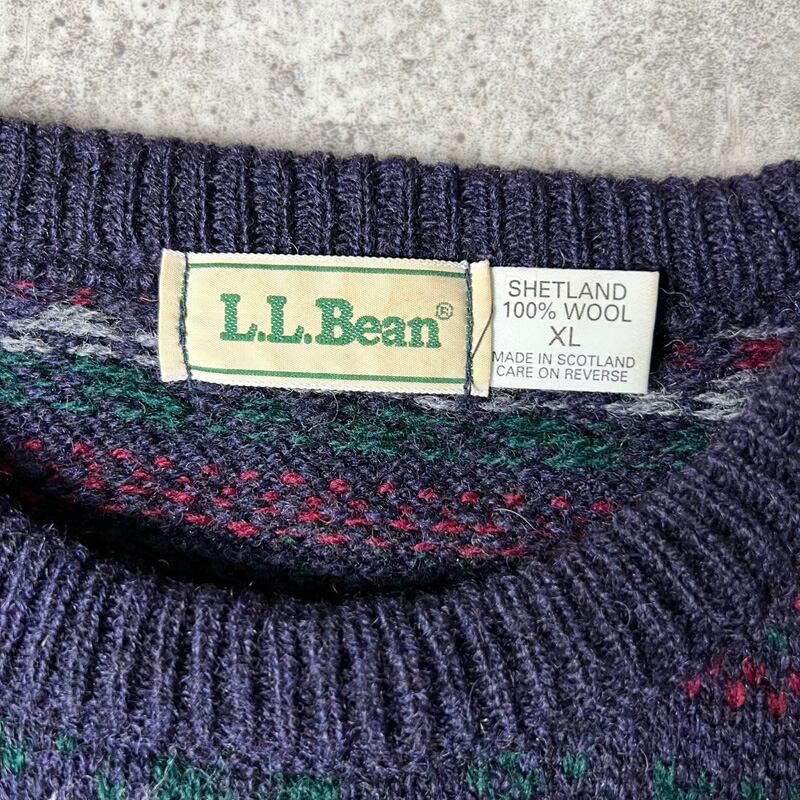 L.L.Bean®
SHETLAND
100% WOOL
XL
MADE IN SCOTLAND
CARE ON REVERSE